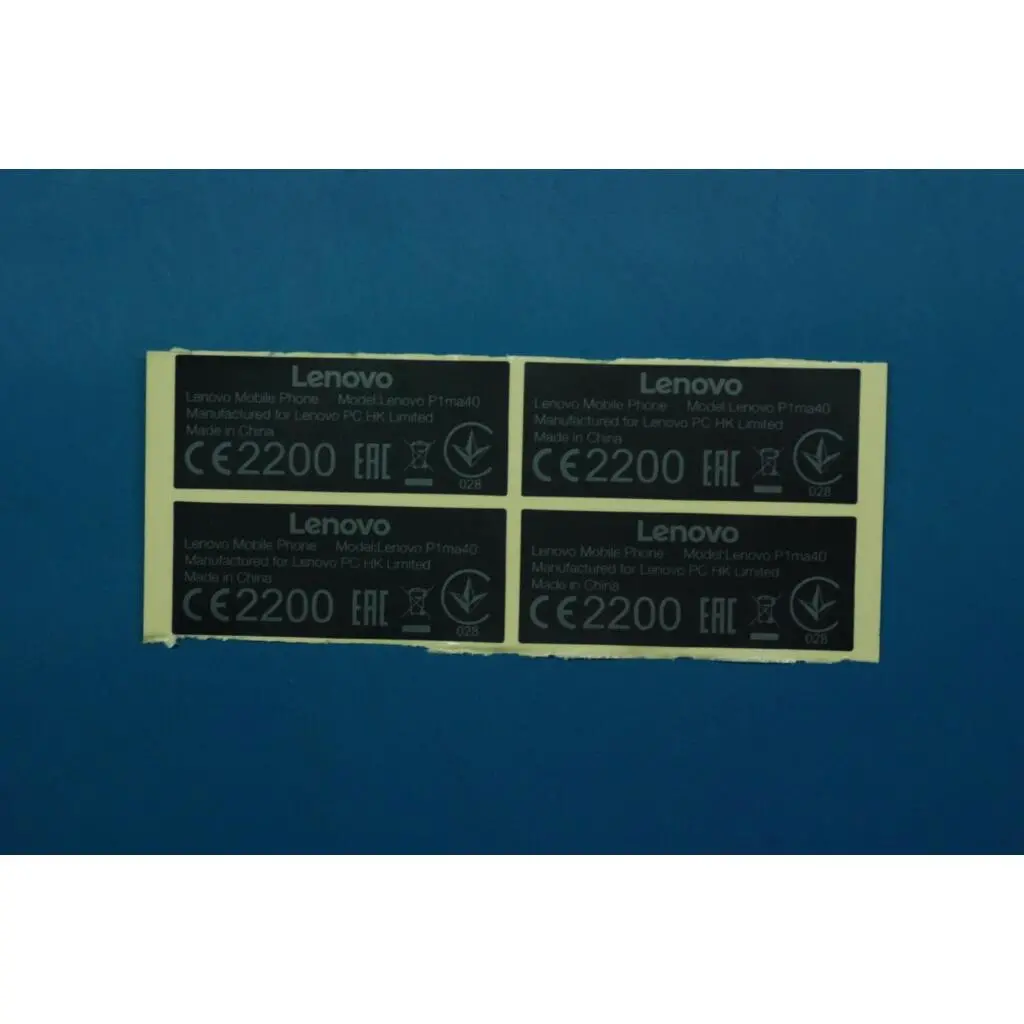 Lenovo
Lenovo Mobile Phone Model:Lenovo P1ma40
Manufactured for Lenovo PC HK Limited
Made in China
CE2200 EAC
028
Lenovo
Lenovo Mobile Phone Model:Lenovo P1ma40
Manufactured for Lenovo PC HK Limited
Made in China
CE2200 EAC
028
Lenovo
Lenovo Mobile Phone Model:Lenovo P1ma40
Manufactured for Lenovo PC HK Limited
Made in China
CE2200 EAC
028
Lenovo
Lenovo Mobile Phone Model:Lenovo P1ma40
Manufactured for Lenovo PC HK Limited
Made in China
CE2200 EAC
028